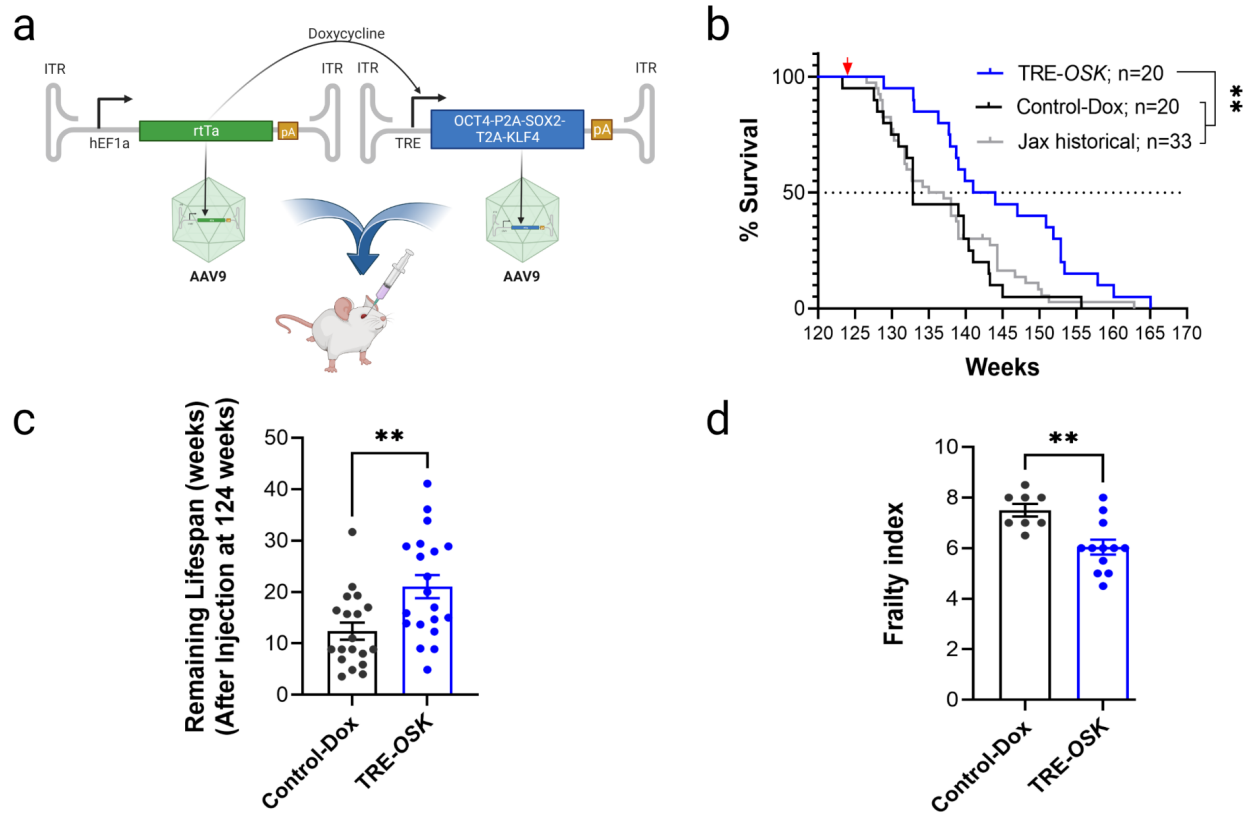 a
Doxycycline
ITR
ITR
ITR
ITR
rtTa
pA
hEF1a
OCT4-P2A-SOX2-
T2A-KLF4
pA
TRE
AAV9
AAV9
b
TRE-OSK; n=20
Control-Dox; n=20
Jax historical; n=33
**
% Survival
100
50
0
120 125 130 135 140 145 150 155 160 165 170
Weeks
c
Remaining Lifespan (weeks)
(After Injection at 124 weeks)
50
40
30
20
10
0
**
Control-Dox
TRE-OSK
d
Frailty index
10
8
6
4
2
0
**
Control-Dox
TRE-OSK